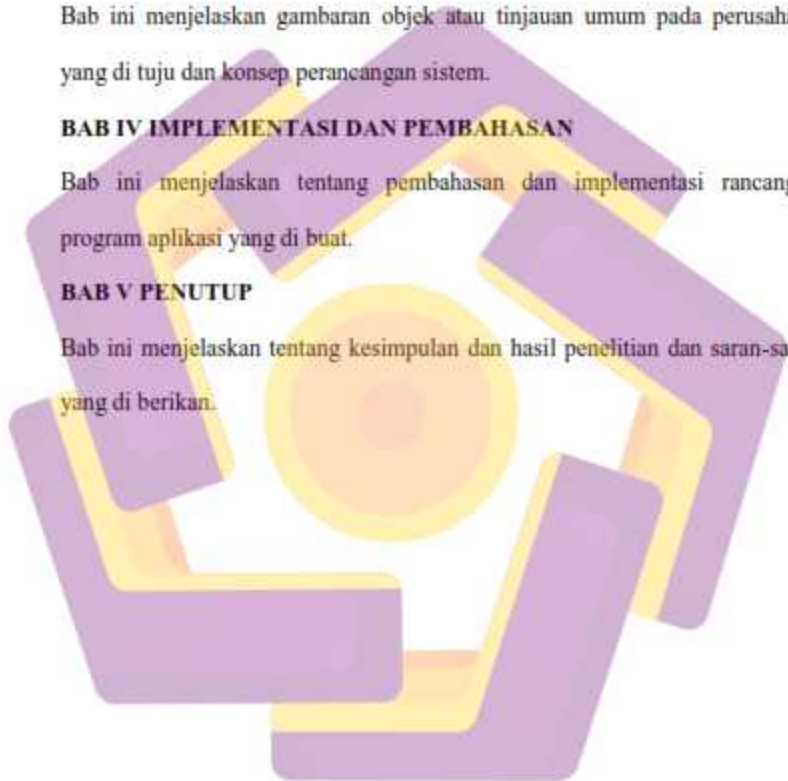 Bab ini menjelaskan gambaran objek atau tinjauan umum pada perusaha
yang di tuju dan konsep perancangan sistem.
BAB IV IMPLEMENTASI DAN PEMBAHASAN
Bab ini menjelaskan tentang pembahasan dan implementasi rancang
program aplikasi yang di buat.
BAB V PENUTUP
Bab ini menjelaskan tentang kesimpulan dan hasil penelitian dan saran-sa
yang di berikan.